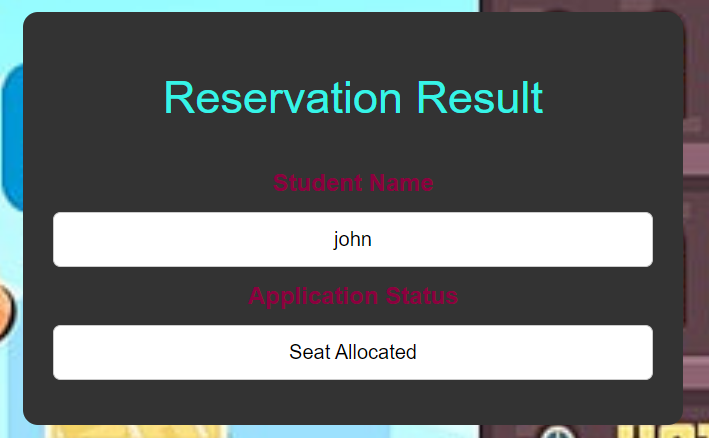 Reservation Result
Student Name
john
Application Status
Seat Allocated